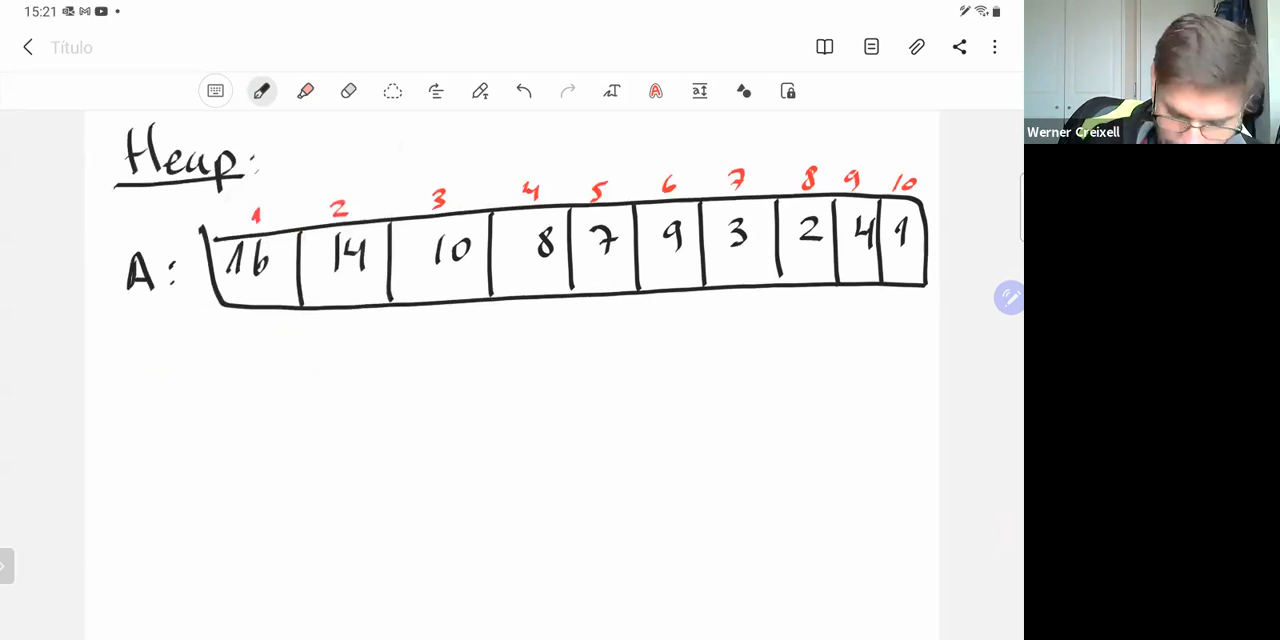 15:21
Título
Werner Creixell
Heap:
1 2 3 4 5 6 7 8 9 10
A: 16 14 10 8 7 9 3 2 4 1